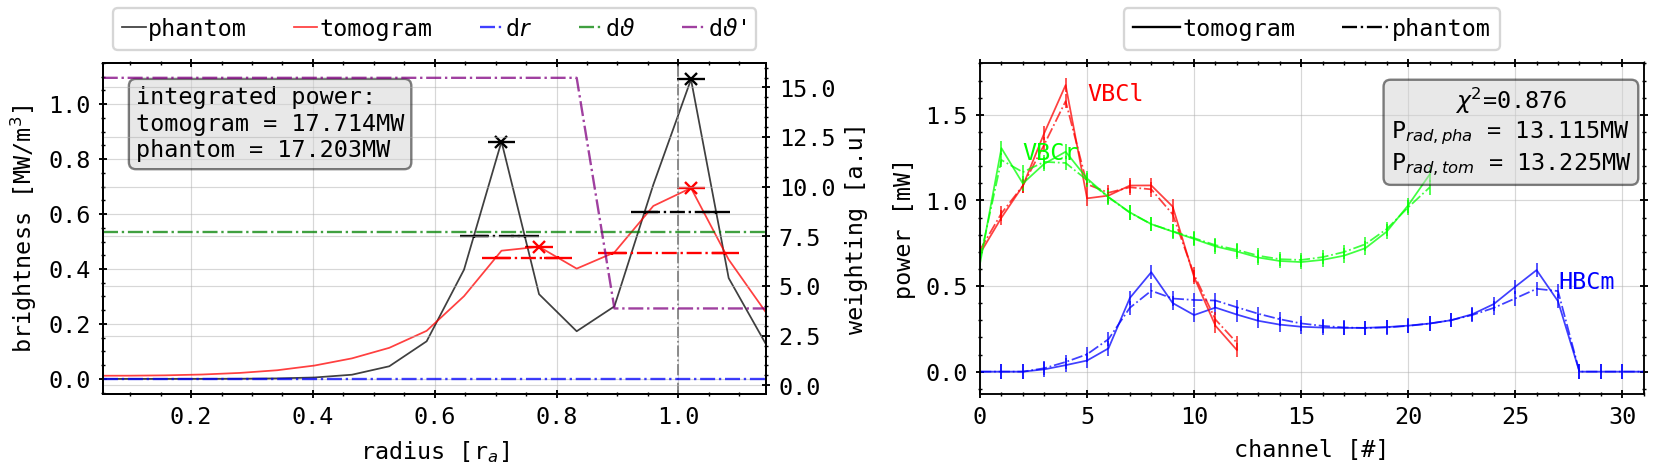 phantom tomogram dr dϑ dϑ'
integrated power:
tomogram = 17.714MW
phantom = 17.203MW
brightness [MW/m³]
1.0
0.8
0.6
0.4
0.2
0.0
0.2 0.4 0.6 0.8 1.0
radius [rₐ]
15.0
12.5
10.0
7.5
5.0
2.5
0.0
weighting [a.u]
tomogram phantom
VBCl
VBCr
HBCm
χ²=0.876
P_rad,pha = 13.115MW
P_rad,tom = 13.225MW
power [mW]
1.5
1.0
0.5
0.0
0 5 10 15 20 25 30
channel [#]